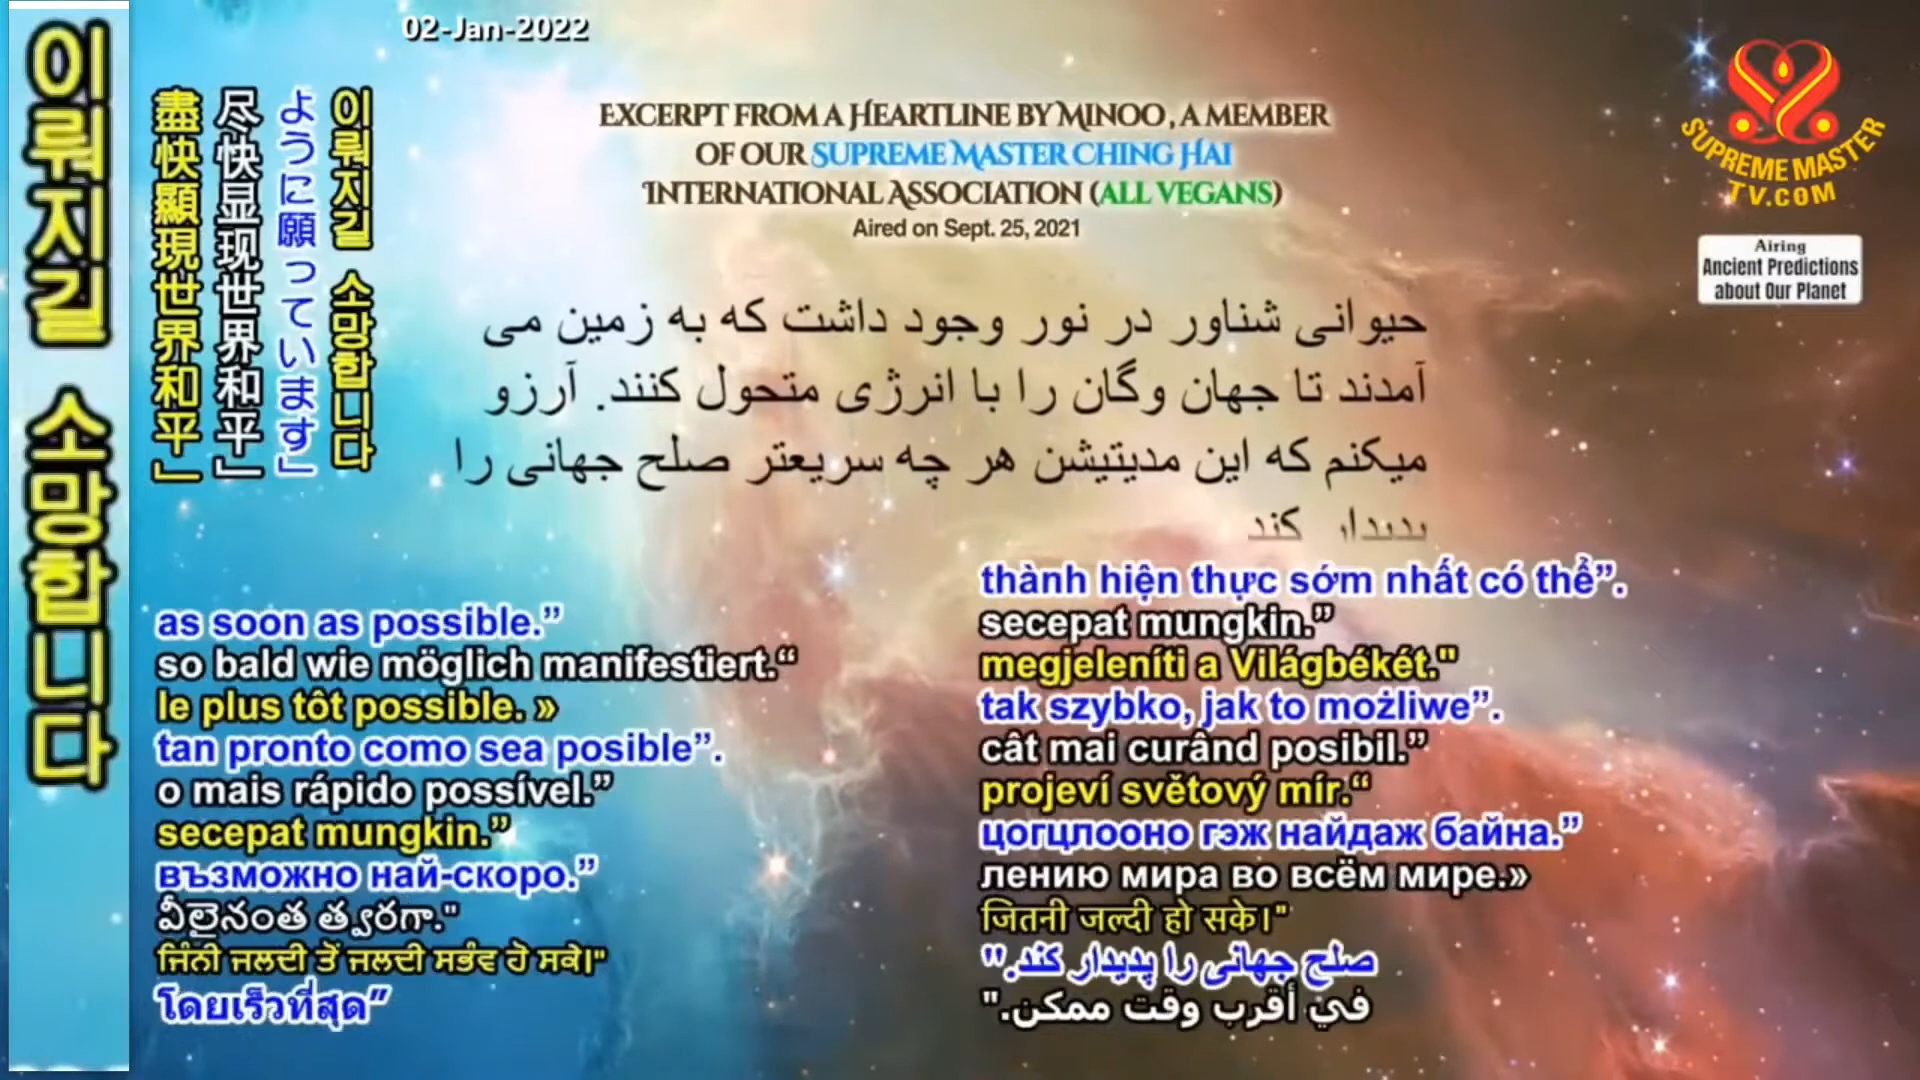 02-Jan-2022
이뤄지길 소망합니다
盡快顯現世界和平」
尽快显现世界和平」
ように願っています」
이뤄지길 소망합니다
EXCERPT FROM A HEARTLINE BY MINOO, A MEMBER
OF OUR SUPREME MASTER CHING HAI
INTERNATIONAL ASSOCIATION (ALL VEGANS)
Aired on Sept. 25, 2021
SUPREME MASTER
TV.COM
Airing
Ancient Predictions
about Our Planet
حیوانی شناور در نور وجود داشت که به زمین می
آمدند تا جهان وگان را با انرژی متحول کنند. آرزو
میکنم که این مدیتیشن هر چه سریعتر صلح جهانی را
پدیدار کند
as soon as possible.”
so bald wie möglich manifestiert.“
le plus tôt possible. »
tan pronto como sea posible”.
o mais rápido possível.”
secepat mungkin.”
възможно най-скоро.”
వీలైనంత త్వరగా."
ਜਿੰਨੀ ਜਲਦੀ ਤੋਂ ਜਲਦੀ ਸਭੰਵ ਹੋ ਸਕੇ।"
โดยเร็วที่สุด”
thành hiện thực sớm nhất có thể”.
secepat mungkin.”
megjeleníti a Világbékét."
tak szybko, jak to możliwe”.
cât mai curând posibil.”
projeví světový mír.“
цогцлооно гэж найдаж байна.”
лению мира во всём мире.»
जितनी जल्दी हो सके।"
صلح جهانی را پدیدار کند."
في أقرب وقت ممكن."